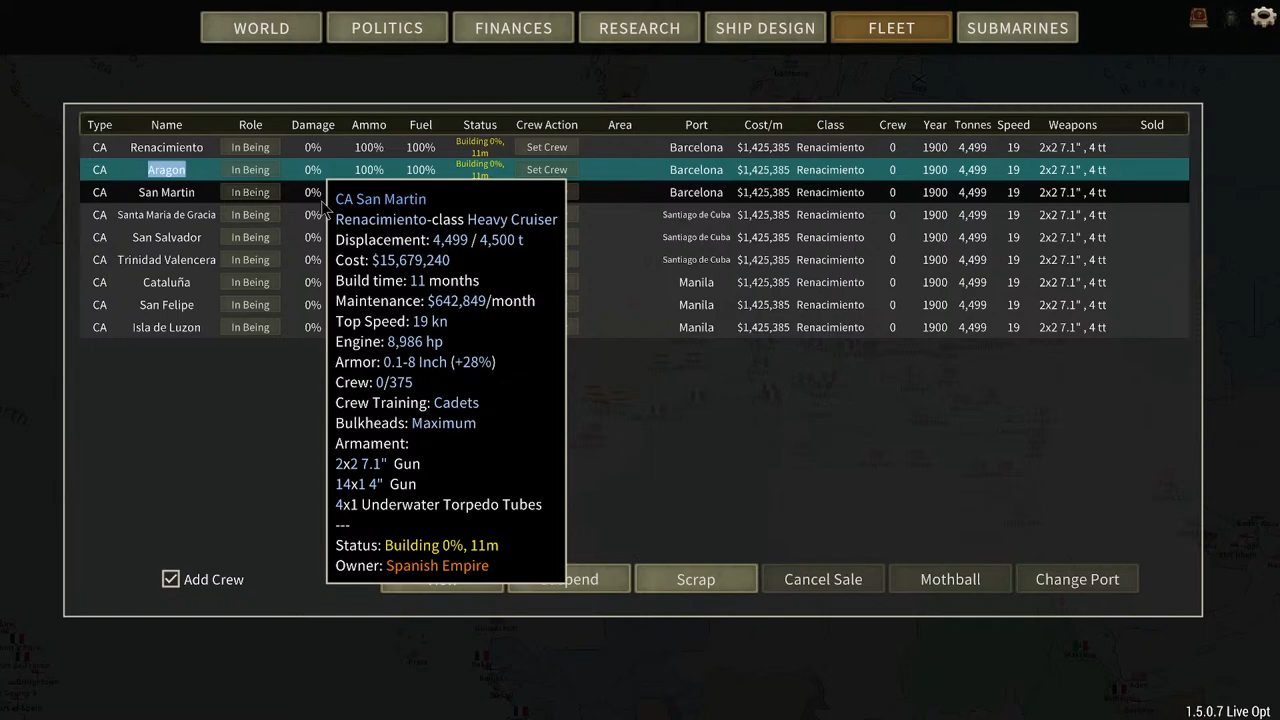 WORLD POLITICS FINANCES RESEARCH SHIP DESIGN FLEET SUBMARINES
Type Name Role Damage Ammo Fuel Status Crew Action Area Port Cost/m Class Crew Year Tonnes Speed Weapons Sold
CA Renacimiento In Being 0% 100% 100% Building 0%, 11m Set Crew Barcelona $1,425,385 Renacimiento 0 1900 4,499 19 2x2 7.1" , 4 tt
CA Aragon In Being 0% 100% 100% Building 0%, 11m Set Crew Barcelona $1,425,385 Renacimiento 0 1900 4,499 19 2x2 7.1" , 4 tt
CA San Martin In Being 0% Barcelona $1,425,385 Renacimiento 0 1900 4,499 19 2x2 7.1" , 4 tt
CA Santa Maria de Gracia In Being 0% Santiago de Cuba $1,425,385 Renacimiento 0 1900 4,499 19 2x2 7.1" , 4 tt
CA San Salvador In Being 0% Santiago de Cuba $1,425,385 Renacimiento 0 1900 4,499 19 2x2 7.1" , 4 tt
CA Trinidad Valencera In Being 0% Santiago de Cuba $1,425,385 Renacimiento 0 1900 4,499 19 2x2 7.1" , 4 tt
CA Cataluña In Being 0% Manila $1,425,385 Renacimiento 0 1900 4,499 19 2x2 7.1" , 4 tt
CA San Felipe In Being 0% Manila $1,425,385 Renacimiento 0 1900 4,499 19 2x2 7.1" , 4 tt
CA Isla de Luzon In Being 0% Manila $1,425,385 Renacimiento 0 1900 4,499 19 2x2 7.1" , 4 tt
CA San Martin
Renacimiento-class Heavy Cruiser
Displacement: 4,499 / 4,500 t
Cost: $15,679,240
Build time: 11 months
Maintenance: $642,849/month
Top Speed: 19 kn
Engine: 8,986 hp
Armor: 0.1-8 Inch (+28%)
Crew: 0/375
Crew Training: Cadets
Bulkheads: Maximum
Armament:
2x2 7.1" Gun
14x1 4" Gun
4x1 Underwater Torpedo Tubes
---
Status: Building 0%, 11m
Owner: Spanish Empire
Add Crew Scrap Cancel Sale Mothball Change Port
1.5.0.7 Live Opt